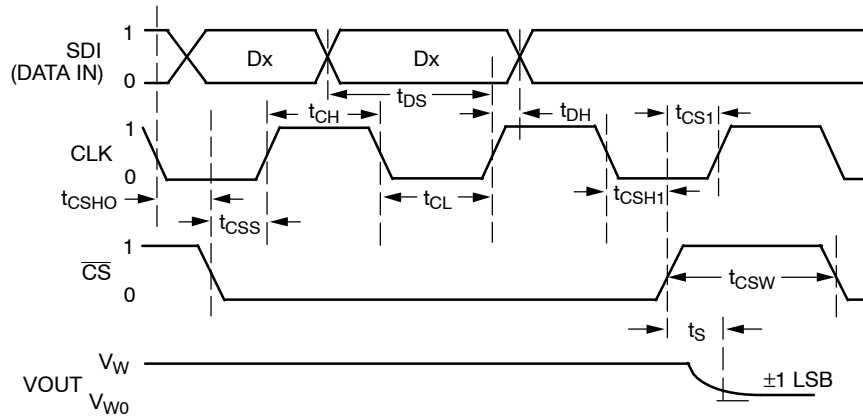 1
SDI
(DATA IN)
0
Dx
Dx
tDS
tCH
tDH
tCS1
1
CLK
0
tCSHO
tCSS
tCL
tCSH1
1
CS
0
tCSW
tS
VW
VOUT
VW0
±1 LSB